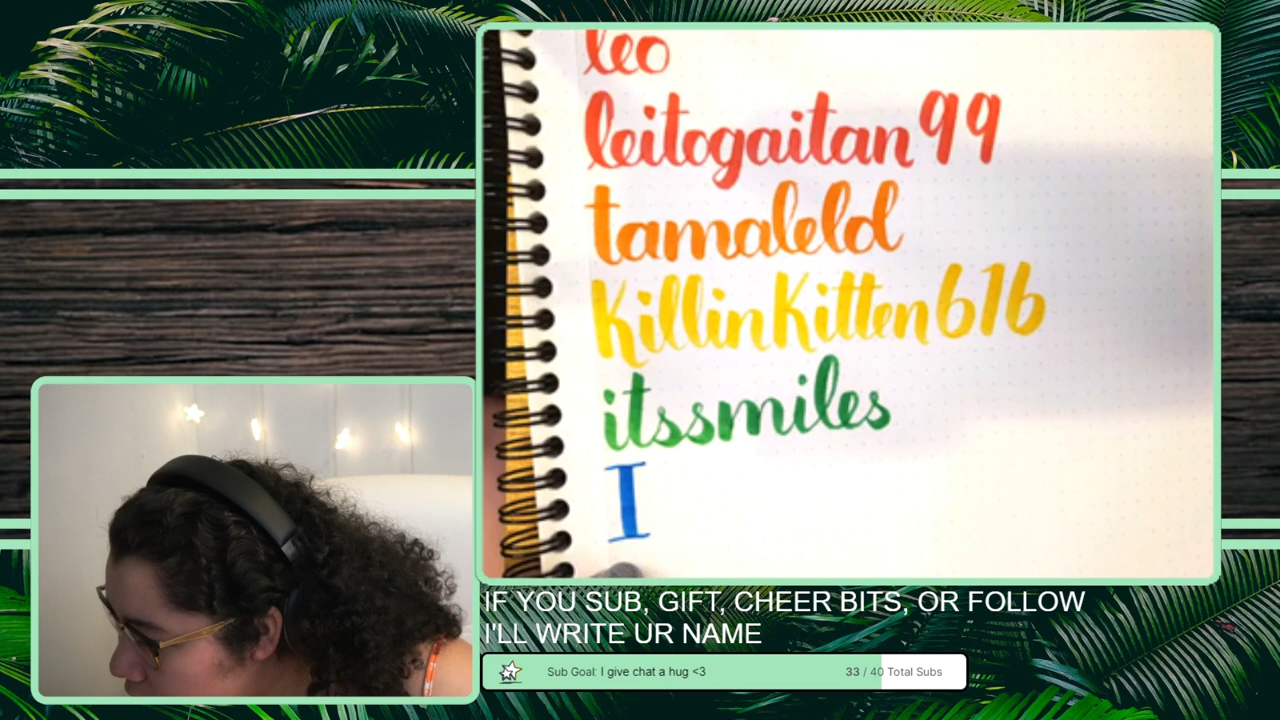 leo
leitogaitan99
tamaleld
KillinKitten616
itssmiles
I
IF YOU SUB, GIFT, CHEER BITS, OR FOLLOW
I'LL WRITE UR NAME
Sub Goal: I give chat a hug <3 33 / 40 Total Subs